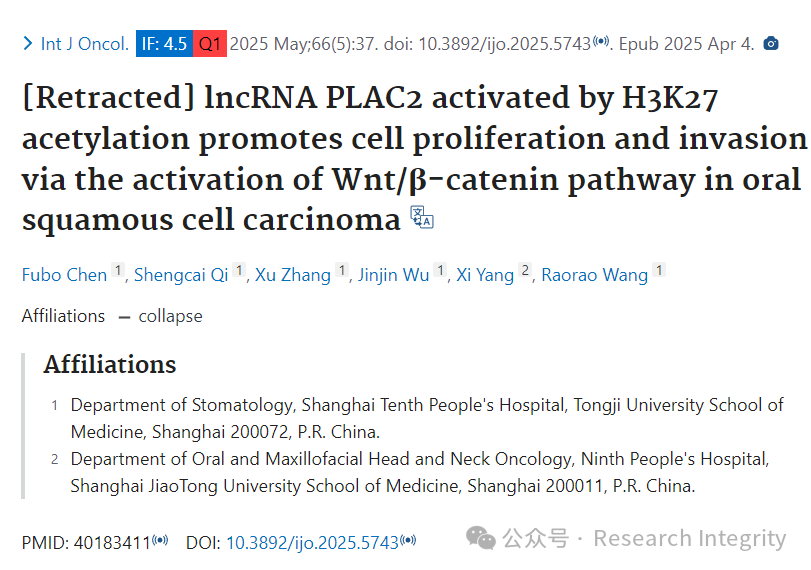 Int J Oncol. IF: 4.5 Q1 2025 May;66(5):37. doi: 10.3892/ijo.2025.5743. Epub 2025 Apr 4.
[Retracted] lncRNA PLAC2 activated by H3K27
acetylation promotes cell proliferation and invasion
via the activation of Wnt/β-catenin pathway in oral
squamous cell carcinoma
Fubo Chen 1, Shengcai Qi 1, Xu Zhang 1, Jinjin Wu 1, Xi Yang 2, Raorao Wang 1
Affiliations — collapse
Affiliations
1 Department of Stomatology, Shanghai Tenth People's Hospital, Tongji University School of
Medicine, Shanghai 200072, P.R. China.
2 Department of Oral and Maxillofacial Head and Neck Oncology, Ninth People's Hospital,
Shanghai JiaoTong University School of Medicine, Shanghai 200011, P.R. China.
PMID: 40183411 DOI: 10.3892/ijo.2025.5743
公众号 · Research Integrity